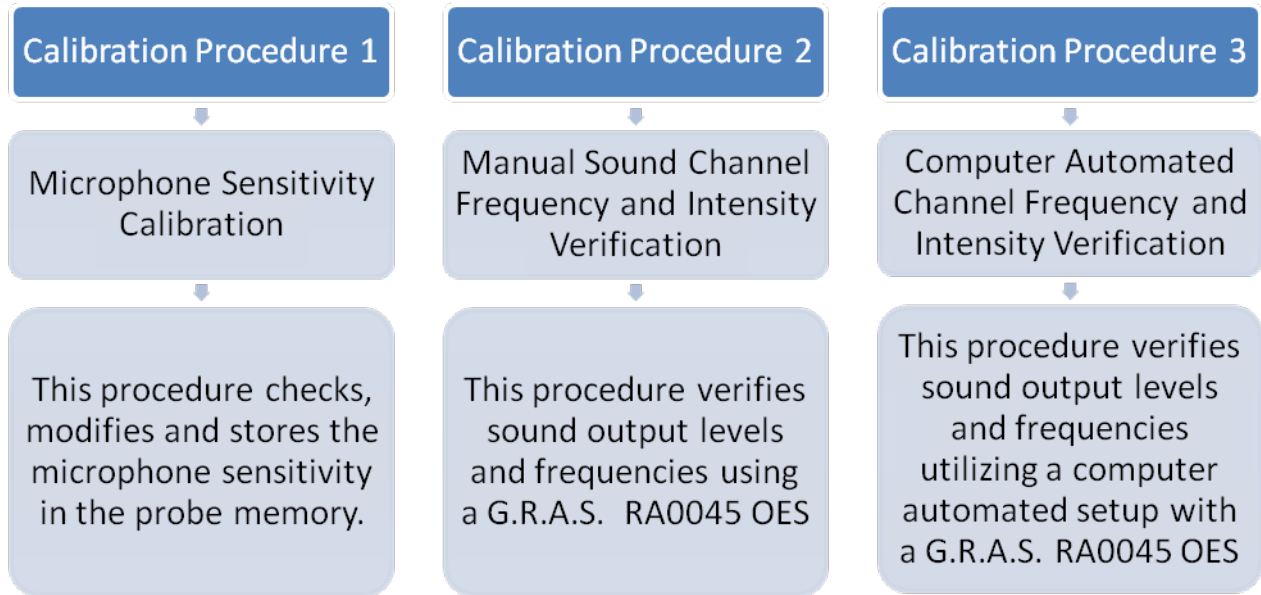 Calibration Procedure 1
Microphone Sensitivity
Calibration
This procedure checks,
modifies and stores the
microphone sensitivity
in the probe memory.
Calibration Procedure 2
Manual Sound Channel
Frequency and Intensity
Verification
This procedure verifies
sound output levels
and frequencies using
a G.R.A.S.  RA0045 OES
Calibration Procedure 3
Computer Automated
Channel Frequency and
Intensity Verification
This procedure verifies
sound output levels
and frequencies
utilizing a computer
automated setup with
a G.R.A.S.  RA0045 OES